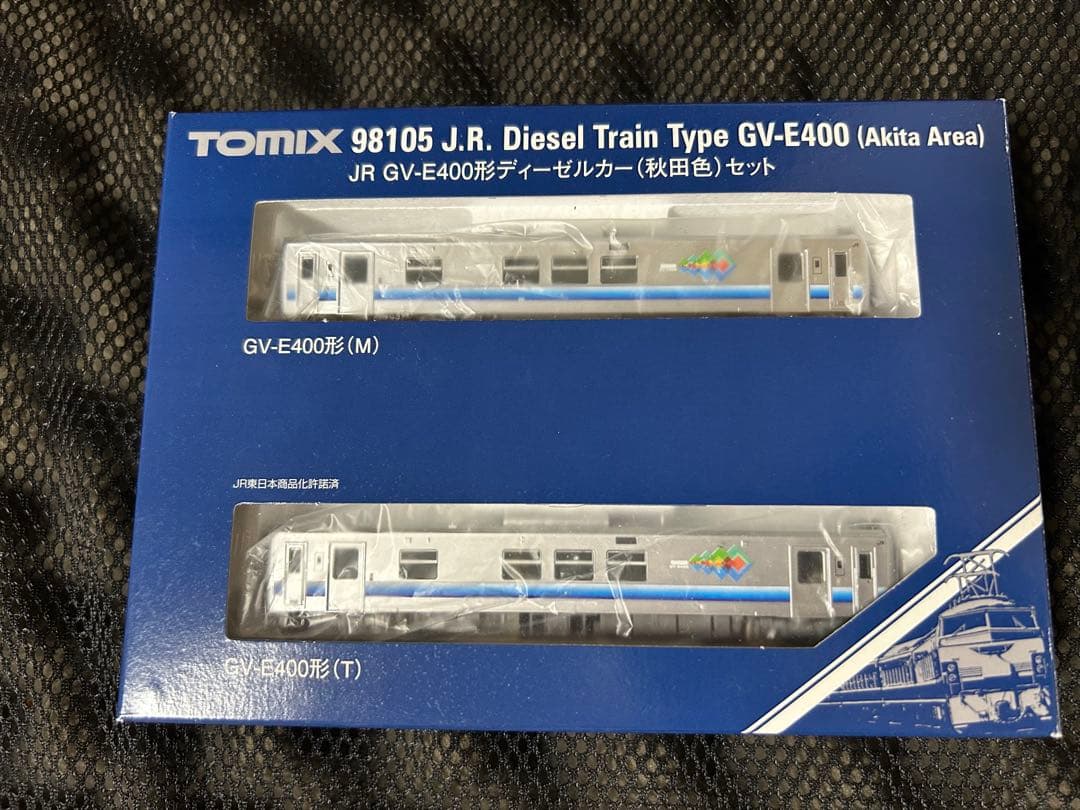 TOMIX 98105 J.R. Diesel Train Type GV-E400 (Akita Area)
JR GV-E400形ディーゼルカー(秋田色)セット
GV-E400形(M)
JR東日本商品化許諾済
GV-E400形(T)